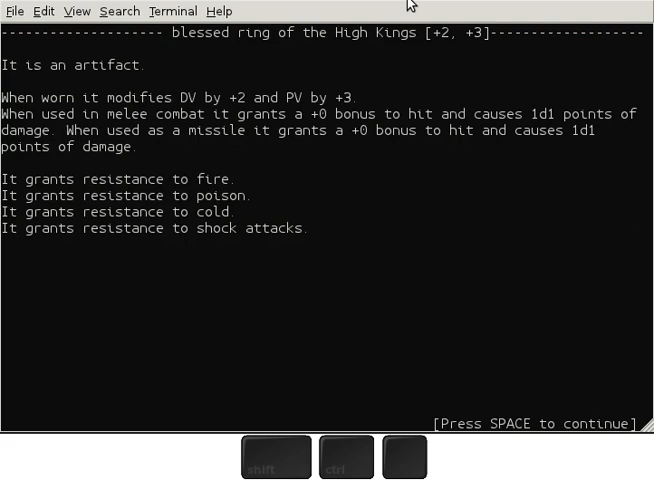 File Edit View Search Terminal Help
-------------------- blessed ring of the High Kings [+2, +3]-------------------
It is an artifact.
When worn it modifies DV by +2 and PV by +3.
When used in melee combat it grants a +0 bonus to hit and causes 1d1 points of
damage. When used as a missile it grants a +0 bonus to hit and causes 1d1
points of damage.
It grants resistance to fire.
It grants resistance to poison.
It grants resistance to cold.
It grants resistance to shock attacks.
[Press SPACE to continue]
shift ctrl